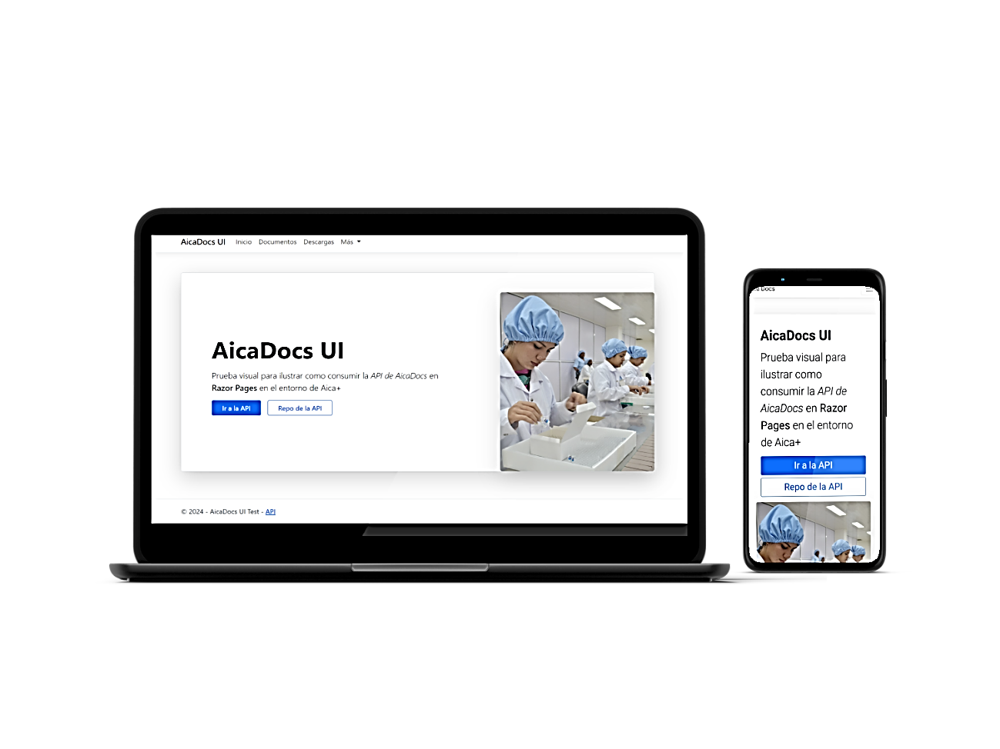 AicaDocs UI Inicio Documentos Descargas Más
AicaDocs UI
Prueba visual para ilustrar como consumir la API de AicaDocs en
Razor Pages en el entorno de Aica+
Ir a la API Repo de la API
© 2024 - AicaDocs UI Test - API
Docs
AicaDocs UI
Prueba visual para
ilustrar como
consumir la API de
AicaDocs en Razor
Pages en el entorno
de Aica+
Ir a la API
Repo de la API